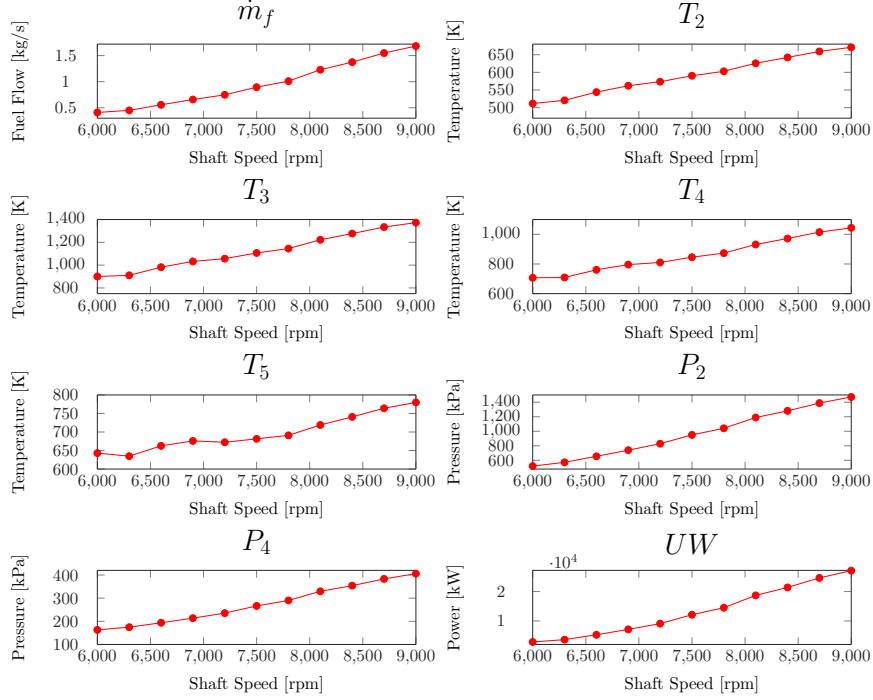 ṁ_f
Fuel Flow [kg/s]
1.5
1
0.5
6,000 6,500 7,000 7,500 8,000 8,500 9,000
Shaft Speed [rpm]
T_2
Temperature [K]
650
600
550
500
6,000 6,500 7,000 7,500 8,000 8,500 9,000
Shaft Speed [rpm]
T_3
Temperature [K]
1,400
1,200
1,000
800
6,000 6,500 7,000 7,500 8,000 8,500 9,000
Shaft Speed [rpm]
T_4
Temperature [K]
1,000
800
600
6,000 6,500 7,000 7,500 8,000 8,500 9,000
Shaft Speed [rpm]
T_5
Temperature [K]
800
750
700
650
600
6,000 6,500 7,000 7,500 8,000 8,500 9,000
Shaft Speed [rpm]
P_2
Pressure [kPa]
1,400
1,200
1,000
800
600
6,000 6,500 7,000 7,500 8,000 8,500 9,000
Shaft Speed [rpm]
P_4
Pressure [kPa]
400
300
200
100
6,000 6,500 7,000 7,500 8,000 8,500 9,000
Shaft Speed [rpm]
UW
·10^4
Power [kW]
2
1
6,000 6,500 7,000 7,500 8,000 8,500 9,000
Shaft Speed [rpm]